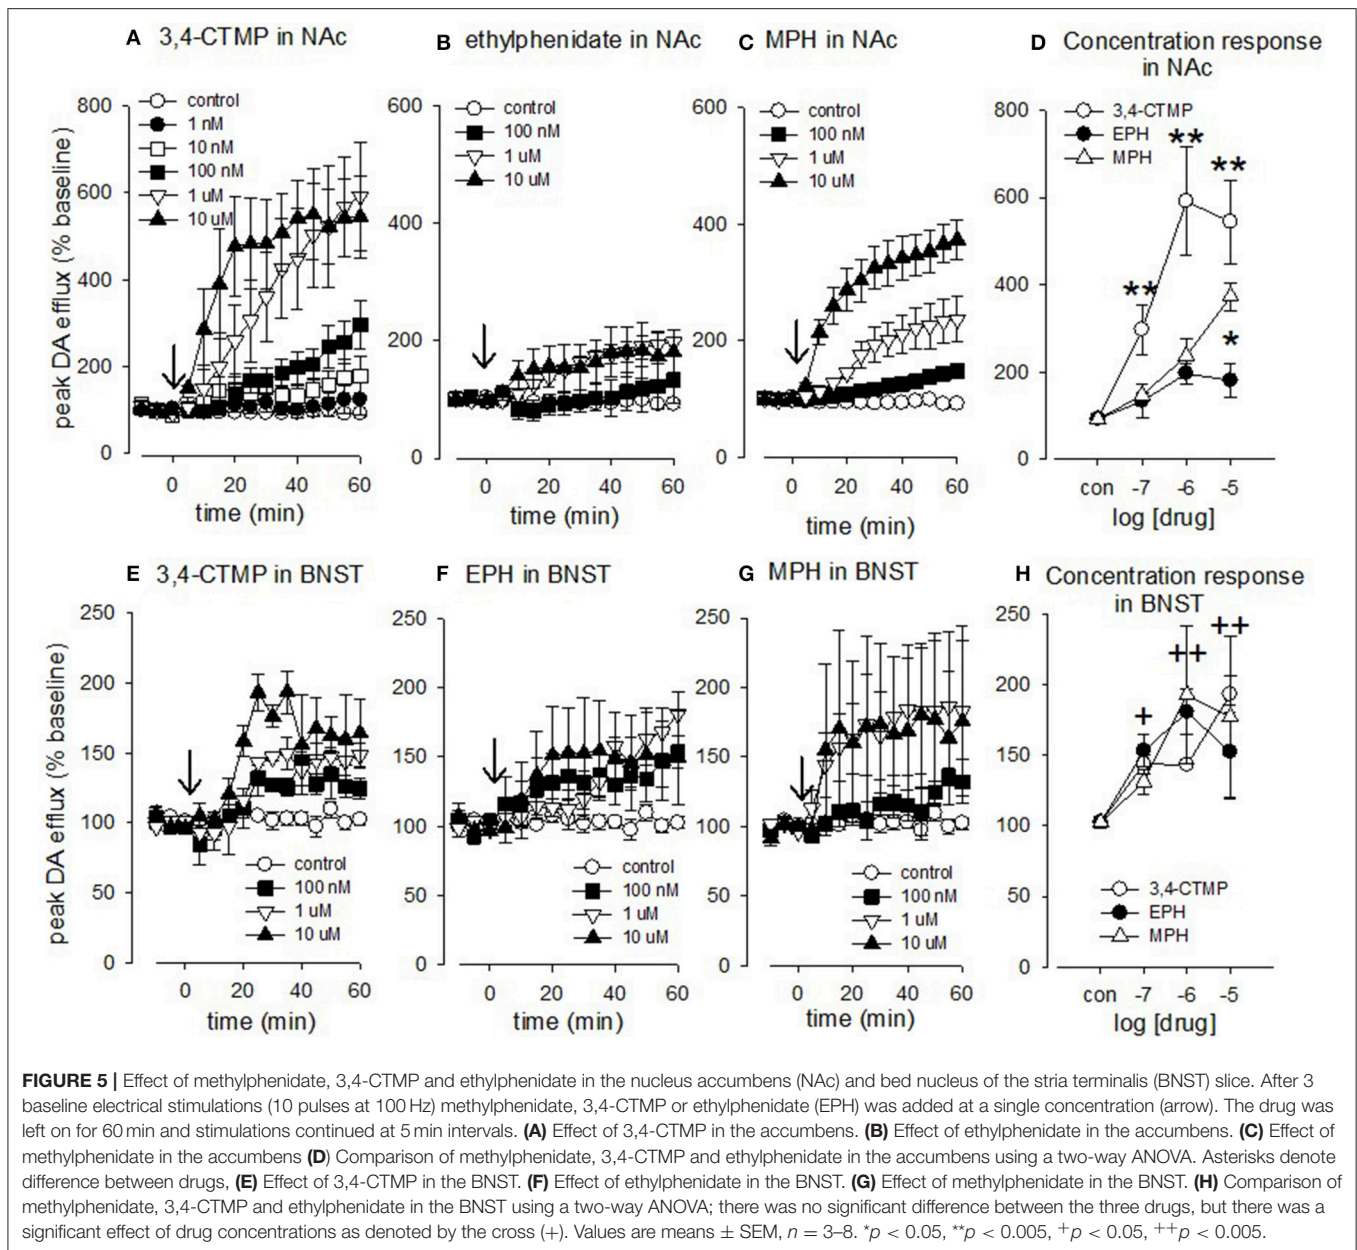 A 3,4-CTMP in NAc
800
600
400
200
0
peak DA efflux (% baseline)
control
1 nM
10 nM
100 nM
1 uM
10 uM
0 20 40 60
time (min)
B ethylphenidate in NAc
600
400
200
0
control
100 nM
1 uM
10 uM
0 20 40 60
time (min)
C MPH in NAc
600
400
200
0
control
100 nM
1 uM
10 uM
0 20 40 60
time (min)
D Concentration response
in NAc
800
600
400
200
0
3,4-CTMP
EPH
MPH
**
**
**
*
con -7 -6 -5
log [drug]
E 3,4-CTMP in BNST
250
200
150
100
50
0
peak DA efflux (% baseline)
control
100 nM
1 uM
10 uM
0 20 40 60
time (min)
F EPH in BNST
250
200
150
100
50
0
control
100 nM
1 uM
10 uM
0 20 40 60
time (min)
G MPH in BNST
250
200
150
100
50
0
control
100 nM
1 uM
10 uM
0 20 40 60
time (min)
H Concentration response
in BNST
250
200
150
100
50
0
++
++
+
3,4-CTMP
EPH
MPH
con -7 -6 -5
log [drug]
FIGURE 5 | Effect of methylphenidate, 3,4-CTMP and ethylphenidate in the nucleus accumbens (NAc) and bed nucleus of the stria terminalis (BNST) slice. After 3
baseline electrical stimulations (10 pulses at 100 Hz) methylphenidate, 3,4-CTMP or ethylphenidate (EPH) was added at a single concentration (arrow). The drug was
left on for 60 min and stimulations continued at 5 min intervals. (A) Effect of 3,4-CTMP in the accumbens. (B) Effect of ethylphenidate in the accumbens. (C) Effect of
methylphenidate in the accumbens (D) Comparison of methylphenidate, 3,4-CTMP and ethylphenidate in the accumbens using a two-way ANOVA. Asterisks denote
difference between drugs, (E) Effect of 3,4-CTMP in the BNST. (F) Effect of ethylphenidate in the BNST. (G) Effect of methylphenidate in the BNST. (H) Comparison of
methylphenidate, 3,4-CTMP and ethylphenidate in the BNST using a two-way ANOVA; there was no significant difference between the three drugs, but there was a
significant effect of drug concentrations as denoted by the cross (+). Values are means ± SEM, n = 3–8. *p < 0.05, **p < 0.005, +p < 0.05, ++p < 0.005.